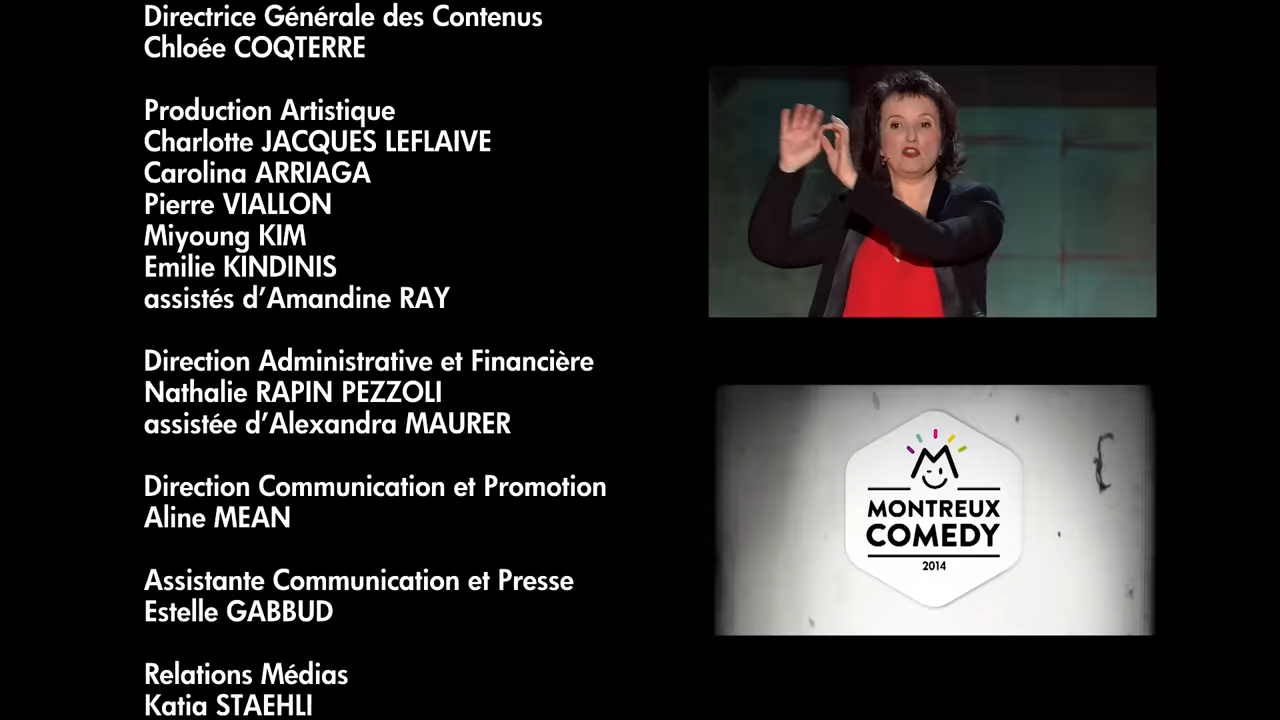 Directrice Générale des Contenus
Chloée COQTERRE
Production Artistique
Charlotte JACQUES LEFLAIVE
Carolina ARRIAGA
Pierre VIALLON
Miyoung KIM
Emilie KINDINIS
assistés d’Amandine RAY
Direction Administrative et Financière
Nathalie RAPIN PEZZOLI
assistée d’Alexandra MAURER
Direction Communication et Promotion
Aline MEAN
Assistante Communication et Presse
Estelle GABBUD
Relations Médias
Katia STAEHLI
MONTREUX
COMEDY
2014